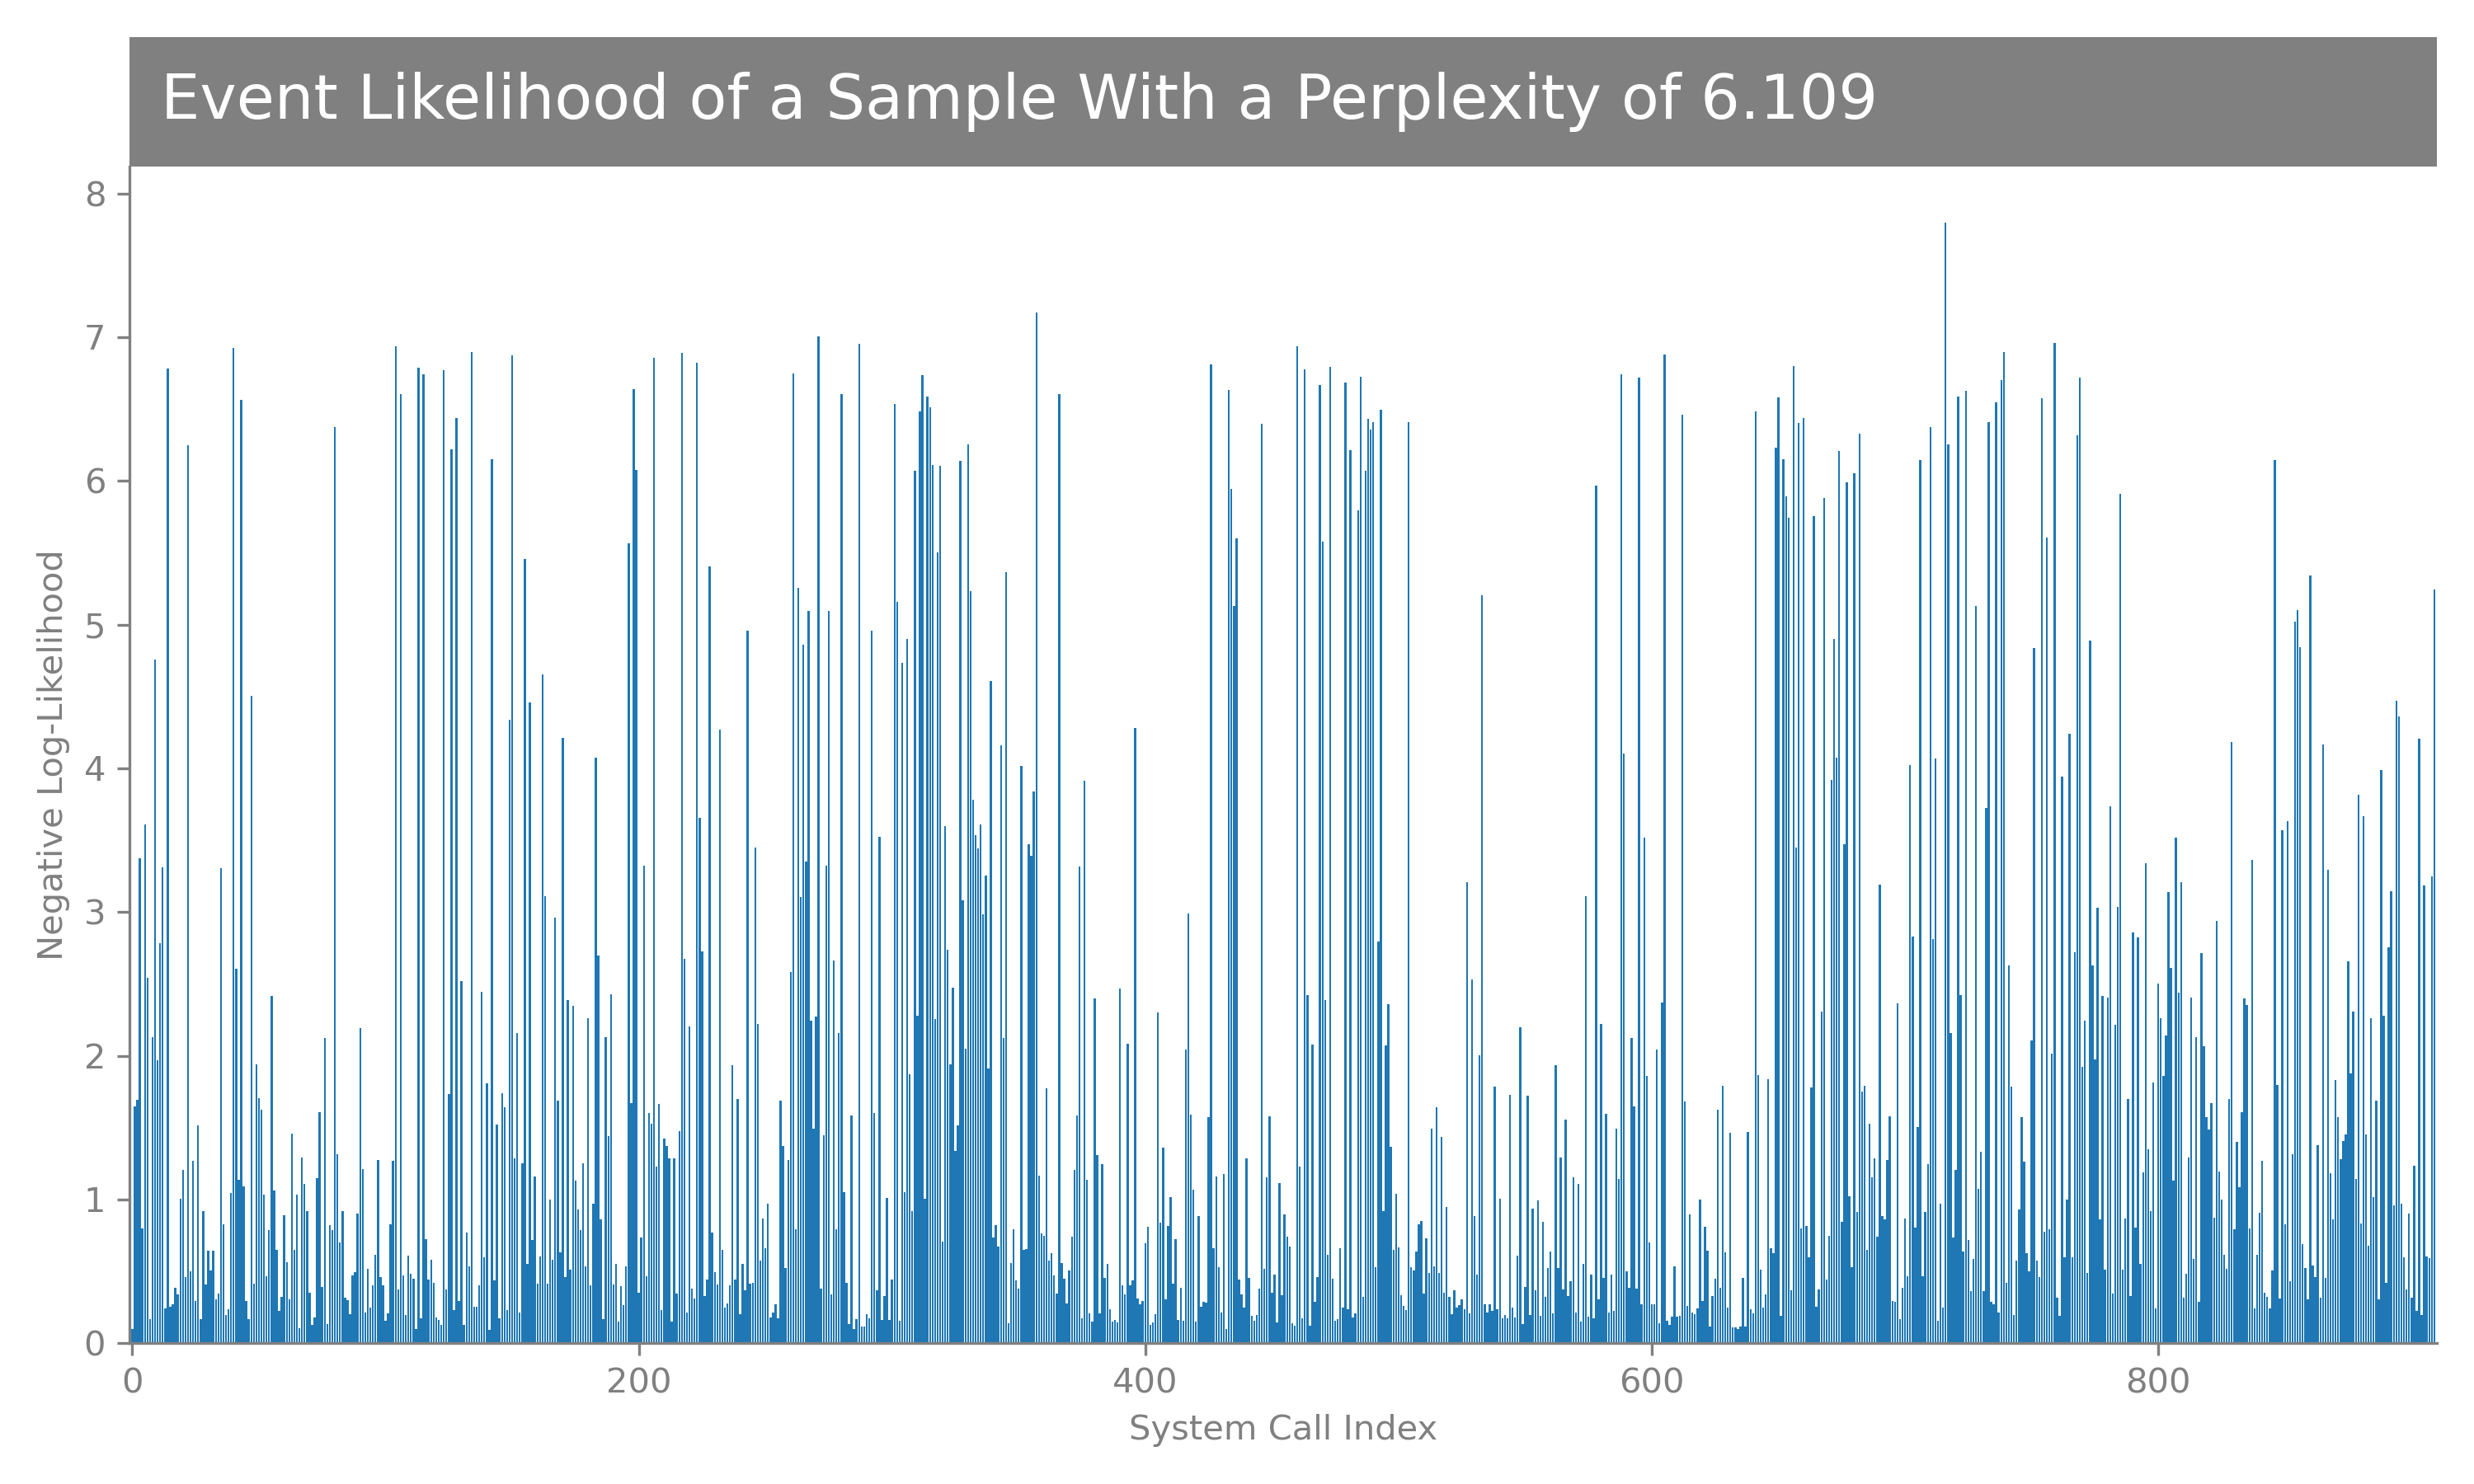 Event Likelihood of a Sample With a Perplexity of 6.109
8
7
6
5
4
3
2
1
0
Negative Log-Likelihood
0 200 400 600 800
System Call Index